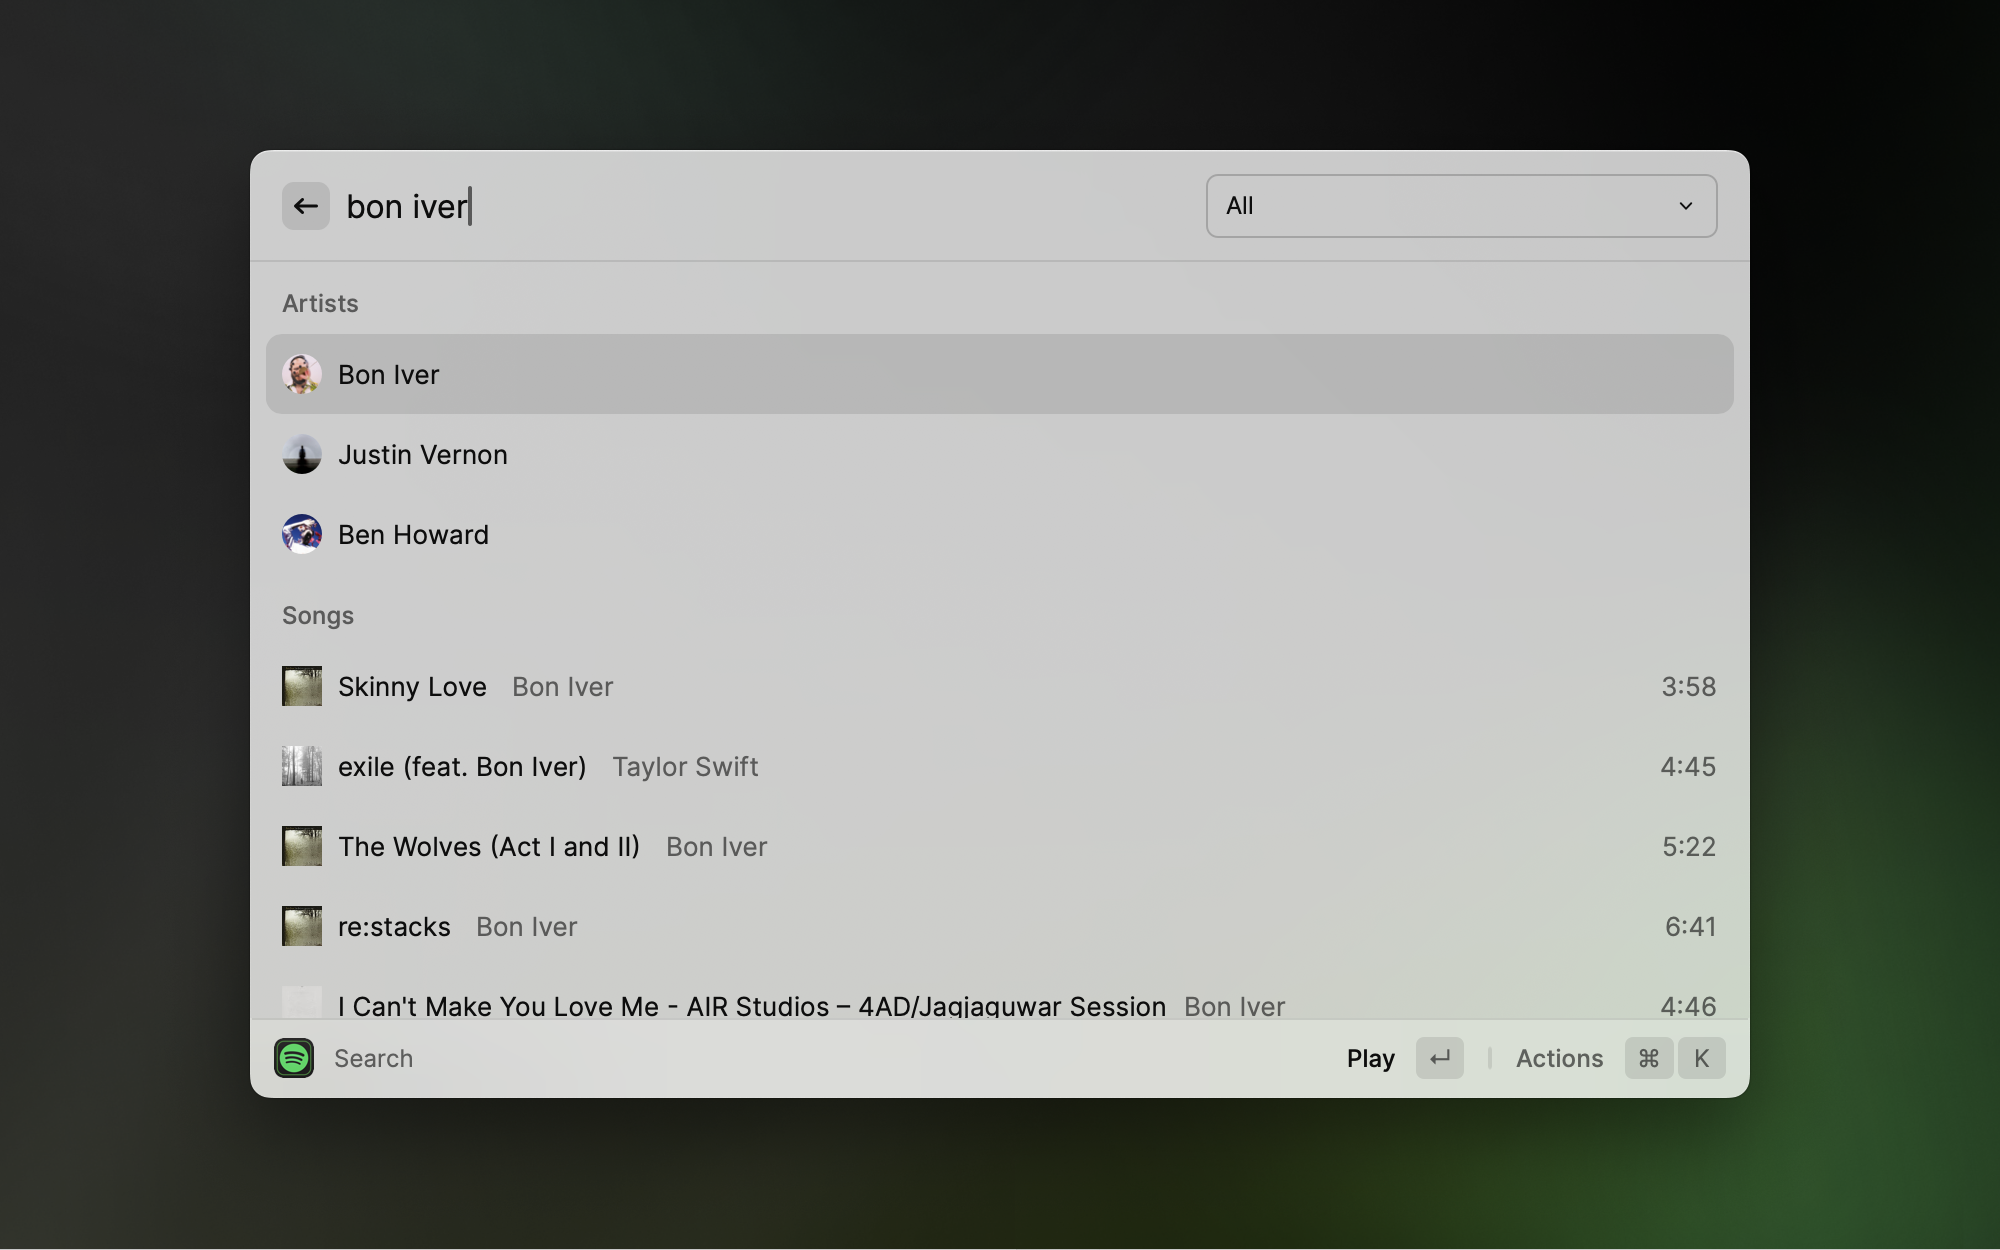 bon iver All
Artists
Bon Iver
Justin Vernon
Ben Howard
Songs
Skinny Love Bon Iver 3:58
exile (feat. Bon Iver) Taylor Swift 4:45
The Wolves (Act I and II) Bon Iver 5:22
re:stacks Bon Iver 6:41
I Can't Make You Love Me - AIR Studios – 4AD/Jagjaguwar Session Bon Iver 4:46
Search Play ↵ Actions ⌘ K